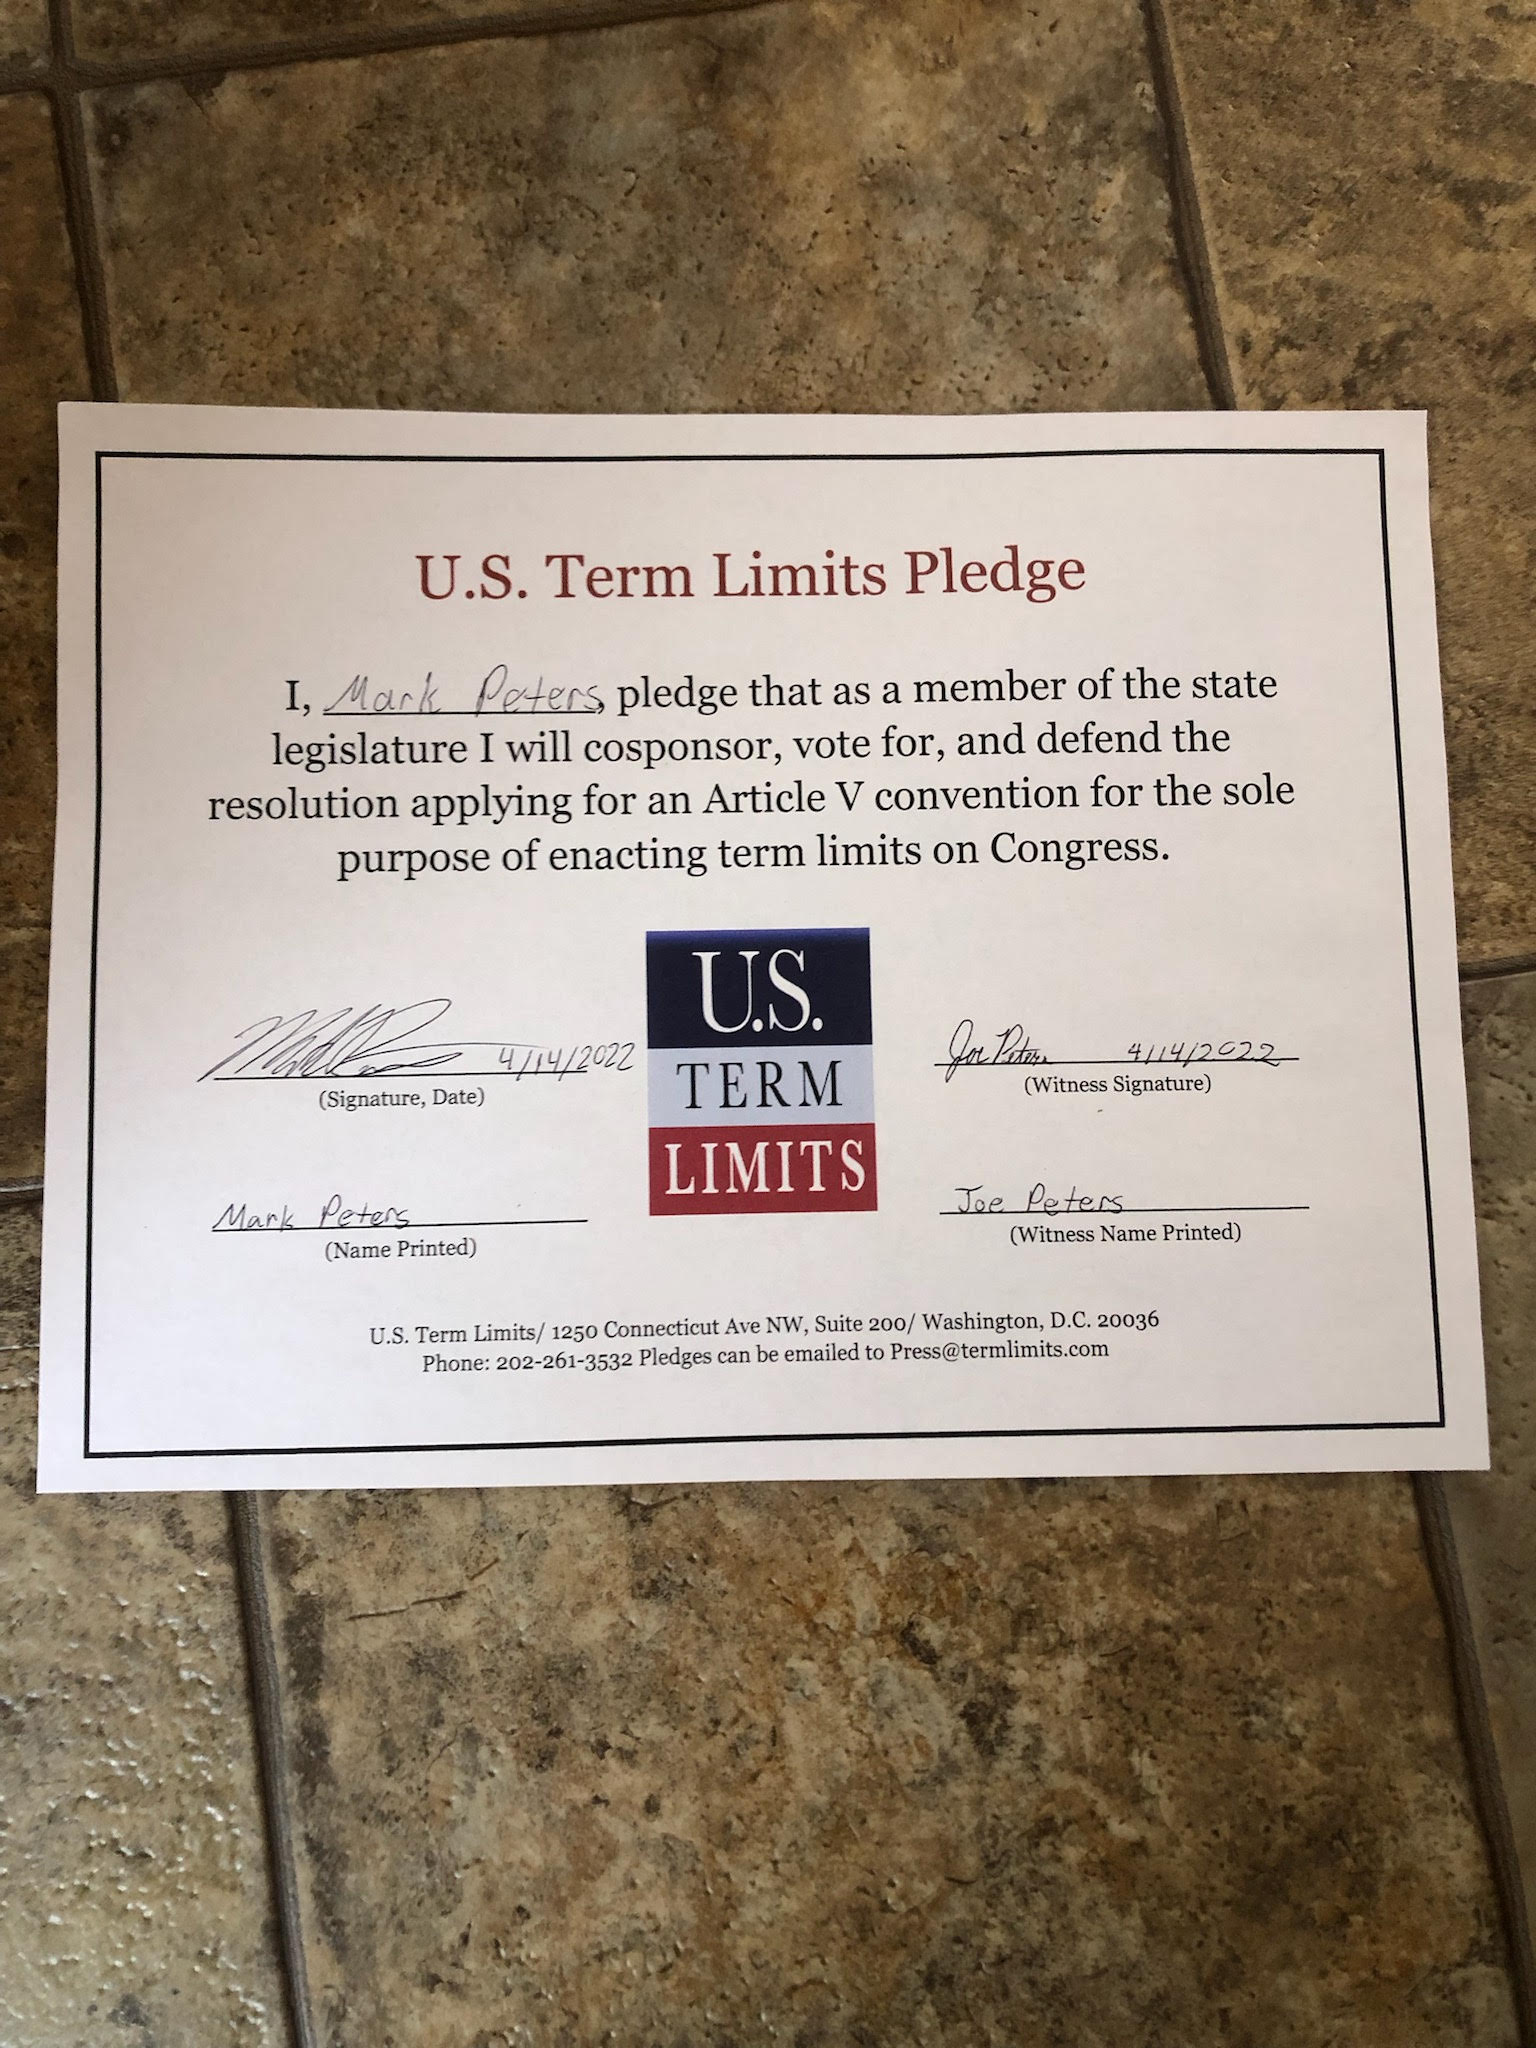 U.S. Term Limits Pledge
I, Mark Peters, pledge that as a member of the state
legislature I will cosponsor, vote for, and defend the
resolution applying for an Article V convention for the sole
purpose of enacting term limits on Congress.
4/14/2022
(Signature, Date)
Mark Peters
(Name Printed)
U.S.
TERM
LIMITS
Joe Peters 4/14/2022
(Witness Signature)
Joe Peters
(Witness Name Printed)
U.S. Term Limits/ 1250 Connecticut Ave NW, Suite 200/ Washington, D.C. 20036
Phone: 202-261-3532 Pledges can be emailed to Press@termlimits.com